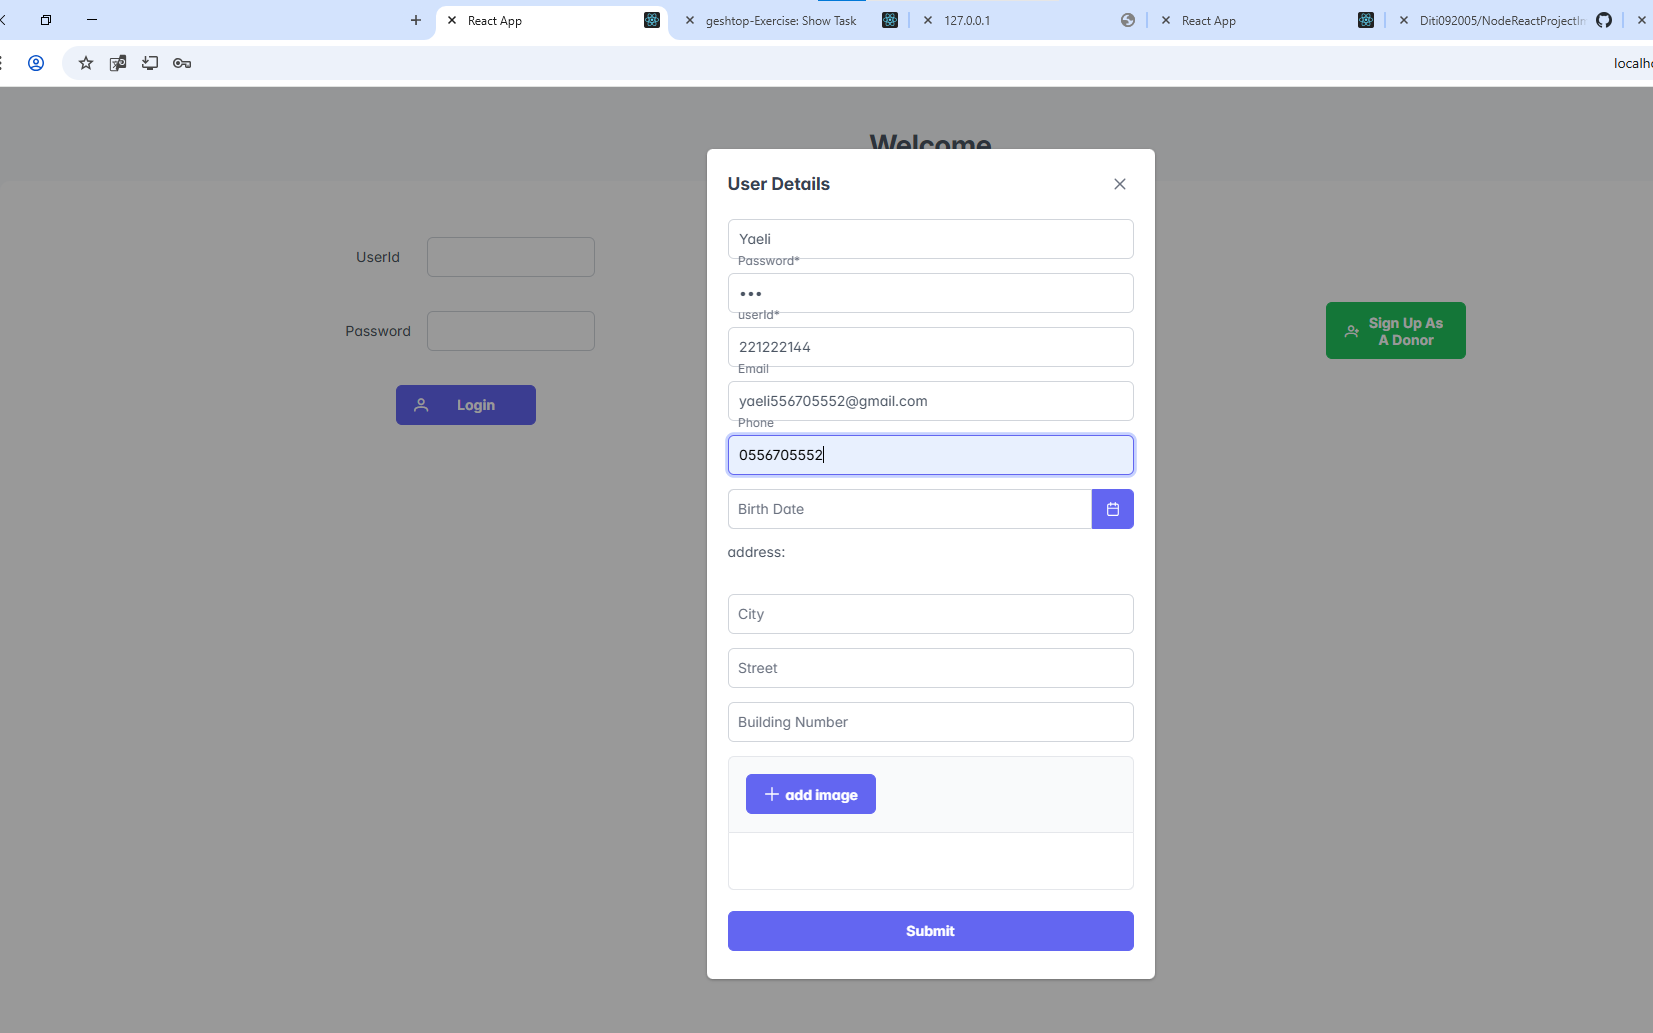 React App
geshtop-Exercise: Show Task
127.0.0.1
React App
Diti092005/NodeReactProjectIn
localho
Welcome
User Details
Yaeli
Password*
•••
userId*
221222144
Email
yaeli556705552@gmail.com
Phone
0556705552
Birth Date
address:
City
Street
Building Number
add image
Submit
UserId
Password
Login
Sign Up As
A Donor